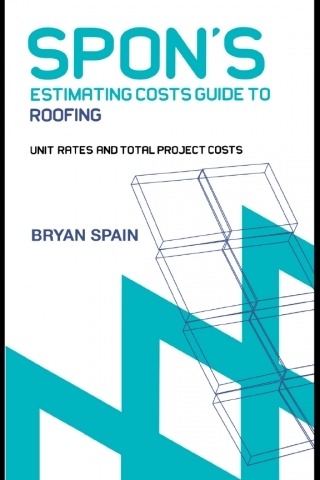 SPON'S
ESTIMATING COSTS GUIDE TO
ROOFING
UNIT RATES AND TOTAL PROJECT COSTS
BRYAN SPAIN